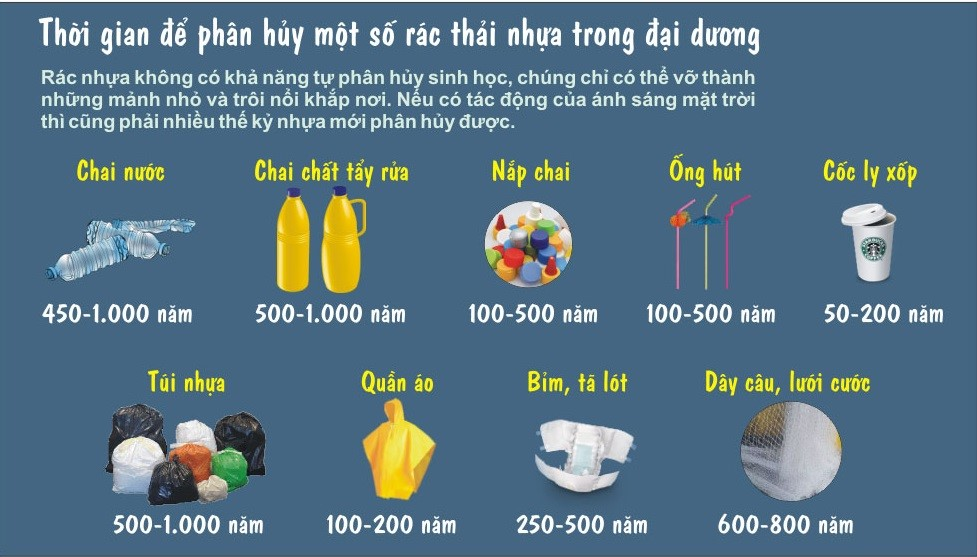 Thời gian để phân hủy một số rác thải nhựa trong đại dương
Rác nhựa không có khả năng tự phân hủy sinh học, chúng chỉ có thể vỡ thành
những mảnh nhỏ và trôi nổi khắp nơi. Nếu có tác động của ánh sáng mặt trời
thì cũng phải nhiều thế kỷ nhựa mới phân hủy được.
Chai nước
Chai chất tẩy rửa
Nắp chai
Ống hút
Cốc ly xốp
450-1.000 năm
500-1.000 năm
100-500 năm
100-500 năm
50-200 năm
Túi nhựa
Quần áo
Bỉm, tã lót
Dây câu, lưới cước
500-1.000 năm
100-200 năm
250-500 năm
600-800 năm